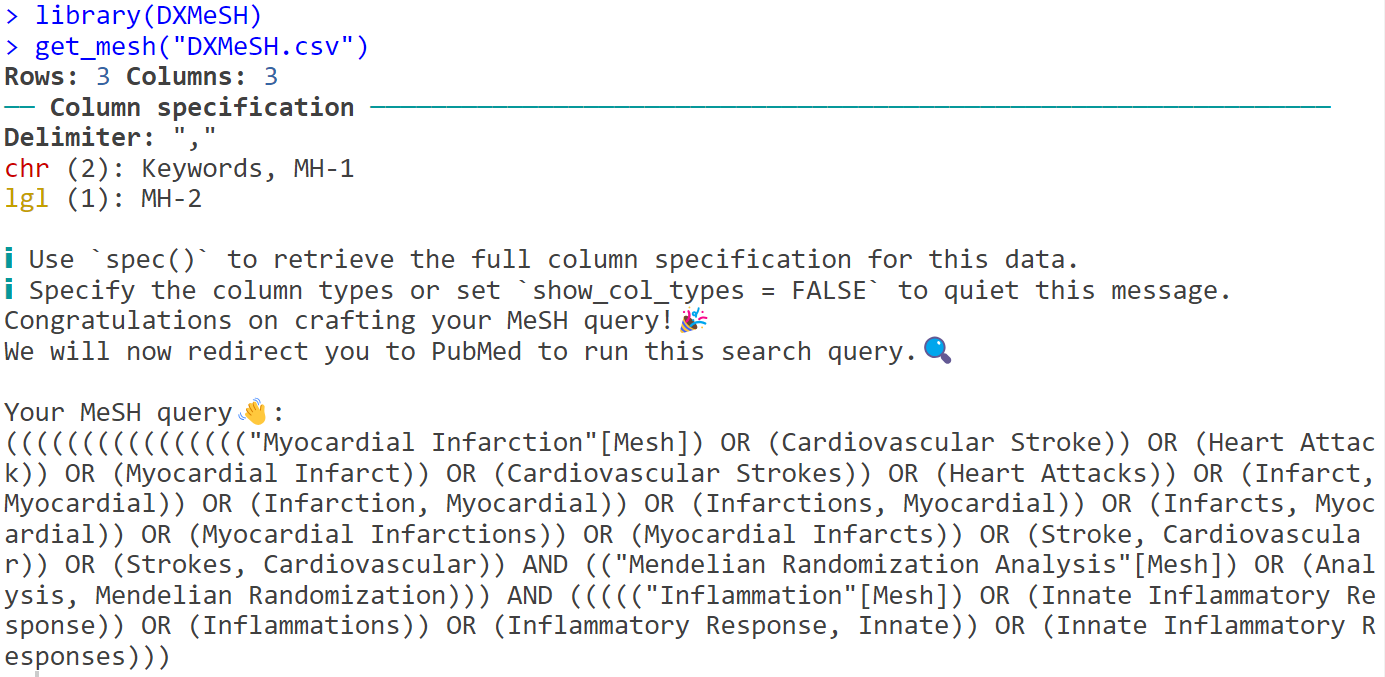 > library(DXMeSH)
> get_mesh("DXMeSH.csv")
Rows: 3 Columns: 3
── Column specification ───────────────────────────────────────────────────────────────
Delimiter: ","
chr (2): Keywords, MH-1
lgl (1): MH-2
ℹ Use `spec()` to retrieve the full column specification for this data.
ℹ Specify the column types or set `show_col_types = FALSE` to quiet this message.
Congratulations on crafting your MeSH query!🎉
We will now redirect you to PubMed to run this search query.🔍
Your MeSH query👋:
(((((((((((((((("Myocardial Infarction"[Mesh]) OR (Cardiovascular Stroke)) OR (Heart Attac
k)) OR (Myocardial Infarct)) OR (Cardiovascular Strokes)) OR (Heart Attacks)) OR (Infarct,
Myocardial)) OR (Infarction, Myocardial)) OR (Infarctions, Myocardial)) OR (Infarcts, Myoc
ardial)) OR (Myocardial Infarctions)) OR (Myocardial Infarcts)) OR (Stroke, Cardiovascula
r)) OR (Strokes, Cardiovascular)) AND (("Mendelian Randomization Analysis"[Mesh]) OR (Anal
ysis, Mendelian Randomization))) AND ((((("Inflammation"[Mesh]) OR (Innate Inflammatory Re
sponse)) OR (Inflammations)) OR (Inflammatory Response, Innate)) OR (Innate Inflammatory R
esponses)))